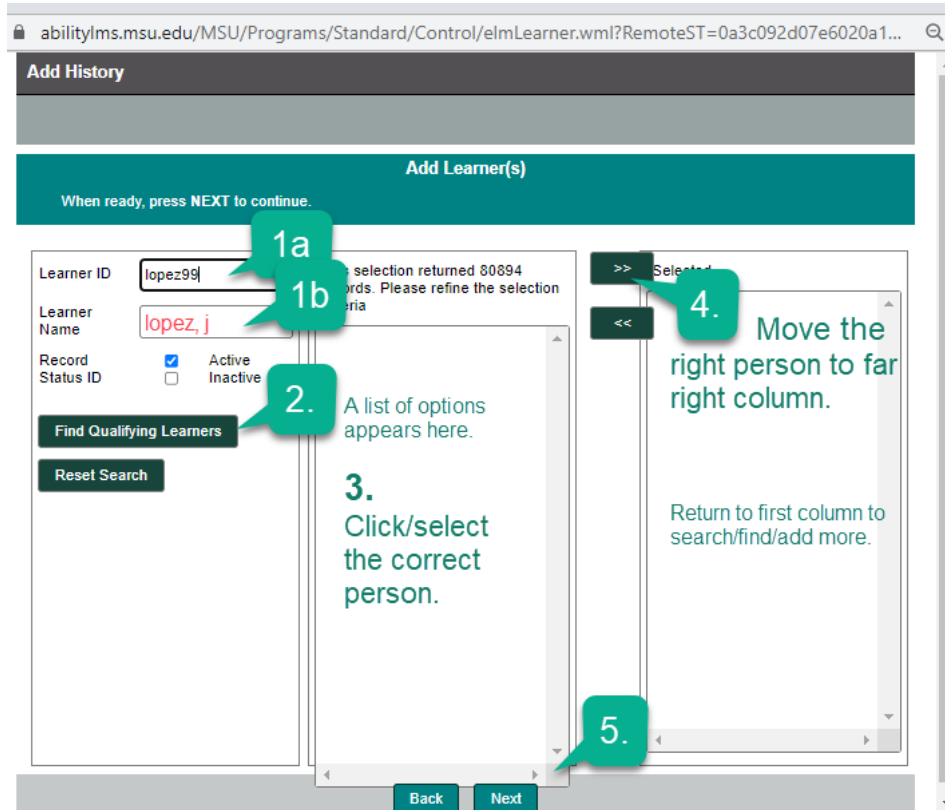 abilitylms.msu.edu/MSU/Programs/Standard/Control/elmLearner.wml?RemoteST=0a3c092d07e6020a1...
Add History
Add Learner(s)
When ready, press NEXT to continue.
1a
Learner ID
lopez99
1b
Learner
Name
lopez, j
Record
Status ID
Active
Inactive
2.
Find Qualifying Learners
Reset Search
selection returned 80894
Please refine the selection
A list of options
appears here.
3.
Click/select
the correct
person.
>>
<<
4.
Selected
Move the
right person to far
right column.
Return to first column to
search/find/add more.
5.
Back
Next